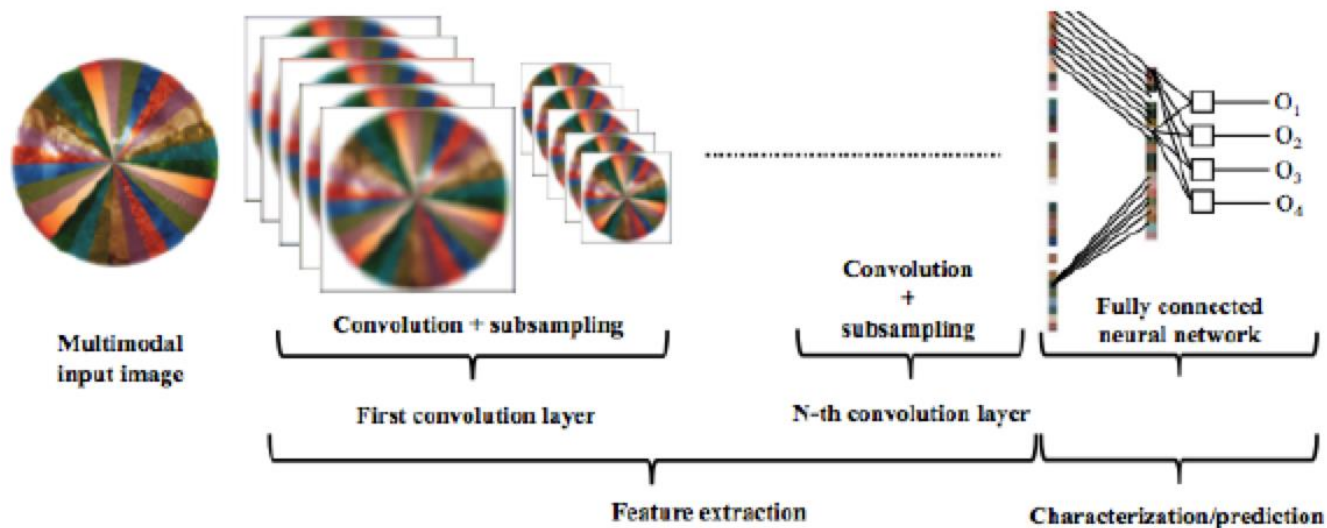 O1
O2
O3
O4
Multimodal
input image
Convolution + subsampling
Convolution
+
subsampling
Fully connected
neural network
First convolution layer
N-th convolution layer
Feature extraction
Characterization/prediction